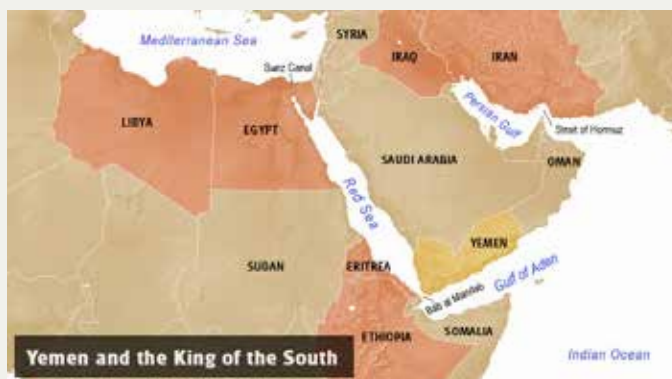 Mediterranean Sea
SYRIA
Suez Canal
IRAQ
IRAN
LIBYA
EGYPT
Persian Gulf
Strait of Hormuz
SAUDI ARABIA
OMAN
Red Sea
YEMEN
SUDAN
ERITREA
Gulf of Aden
Bab al Mandab
ETHIOPIA
SOMALIA
Yemen and the King of the South
Indian Ocean